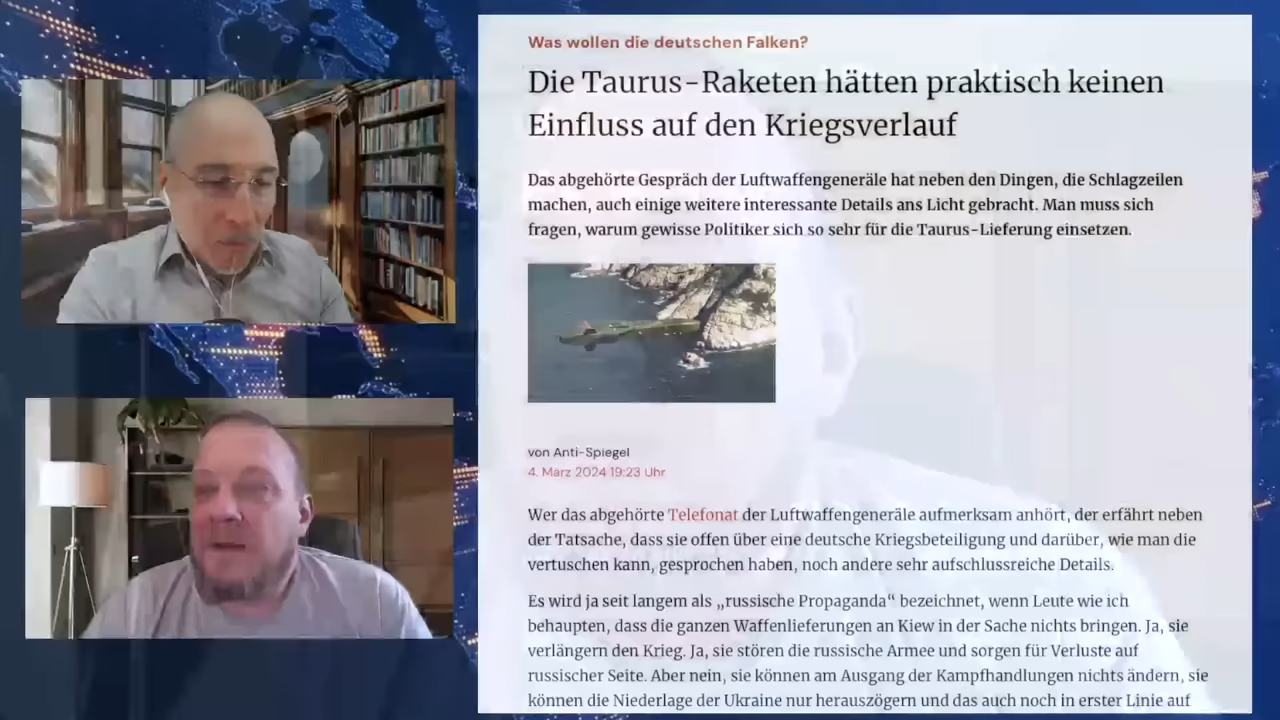 Was wollen die deutschen Falken?
Die Taurus-Raketen hätten praktisch keinen
Einfluss auf den Kriegsverlauf
Das abgehörte Gespräch der Luftwaffengeneräle hat neben den Dingen, die Schlagzeilen
machen, auch einige weitere interessante Details ans Licht gebracht. Man muss sich
fragen, warum gewisse Politiker sich so sehr für die Taurus-Lieferung einsetzen.
von Anti-Spiegel
4. März 2024 19:23 Uhr
Wer das abgehörte Telefonat der Luftwaffengeneräle aufmerksam anhört, der erfährt neben
der Tatsache, dass sie offen über eine deutsche Kriegsbeteiligung und darüber, wie man die
vertuschen kann, gesprochen haben, noch andere sehr aufschlussreiche Details.
Es wird ja seit langem als „russische Propaganda“ bezeichnet, wenn Leute wie ich
behaupten, dass die ganzen Waffenlieferungen an Kiew in der Sache nichts bringen. Ja, sie
verlängern den Krieg. Ja, sie stören die russische Armee und sorgen für Verluste auf
russischer Seite. Aber nein, sie können am Ausgang der Kampfhandlungen nichts ändern, sie
können die Niederlage der Ukraine nur herauszögern und das auch noch in erster Linie auf